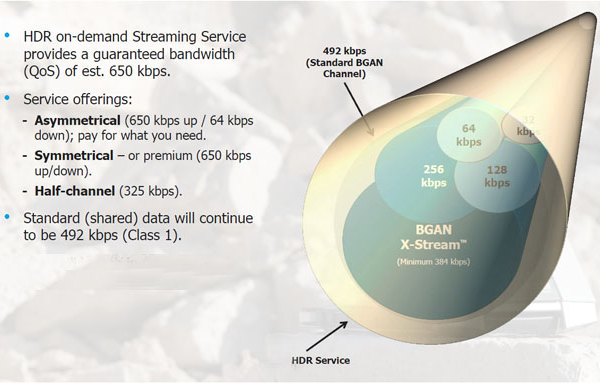 HDR on-demand Streaming Service
provides a guaranteed bandwidth
(QoS) of est. 650 kbps.
Service offerings:
- Asymmetrical (650 kbps up / 64 kbps
down); pay for what you need.
- Symmetrical – or premium (650 kbps
up/down).
- Half-channel (325 kbps).
Standard (shared) data will continue
to be 492 kbps (Class 1).
492 kbps
(Standard BGAN
Channel)
32
kbps
64
kbps
256
kbps
128
kbps
BGAN
X-Stream™
(Minimum 384 kbps)
HDR Service